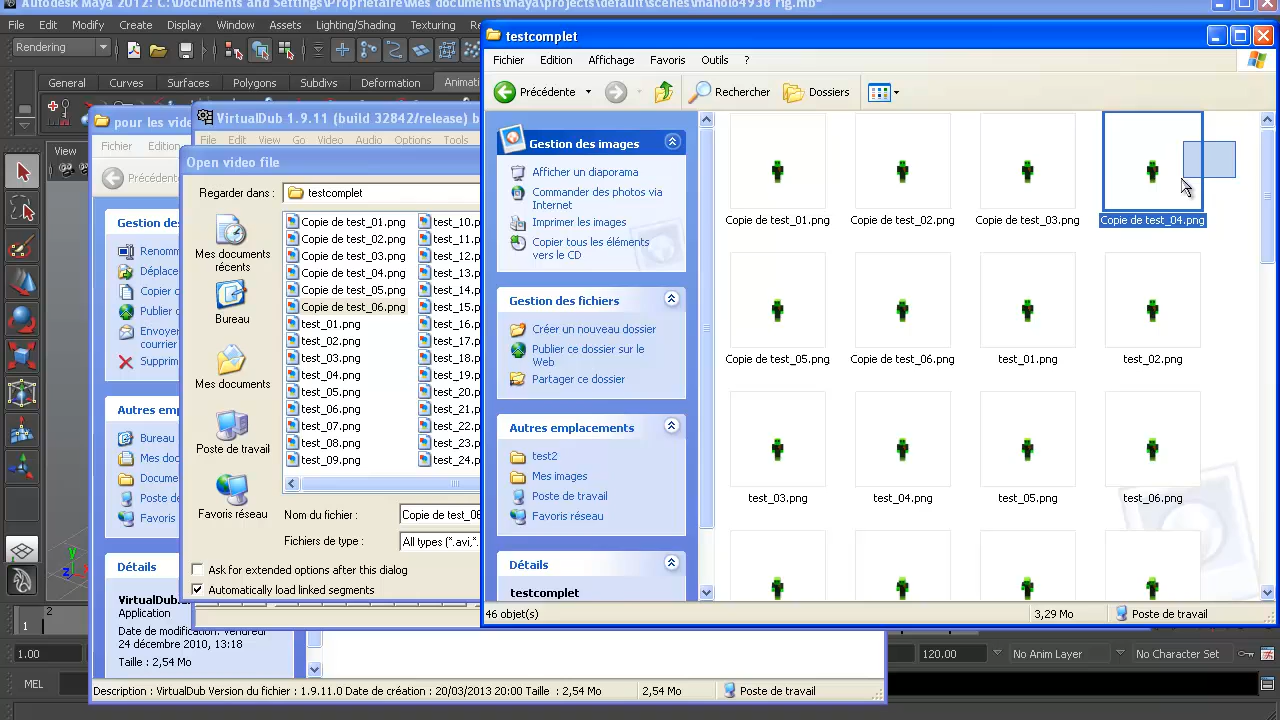 Autodesk Maya 2012: C:\Documents and Settings\Propriétaire\Mes documents\maya\projects\default\scenes\manolo4938 rig.mb*
File Edit Modify Create Display Window Assets Lighting/Shading Texturing
Rendering
General Curves Surfaces Polygons Subdivs Deformation
View
pour les vide
Fichier Edition
Précédente
Gestion des
Renomm
Déplace
Copier c
Publier c
Envoyer
courrier
Supprim
Autres emp
Bureau
Mes doc
Docume
Poste de
Favoris
Détails
VirtualDub.
Application
Date de modification: vendredi
24 décembre 2010, 13:18
Taille : 2,54 Mo
VirtualDub 1.9.11 (build 32842/release) b
File Edit View Go Video Audio Options Tools
Open video file
Regarder dans : testcomplet
Mes documents
récents
Bureau
Mes documents
Poste de travail
Favoris réseau
Copie de test_01.png test_10.p
Copie de test_02.png test_11.p
Copie de test_03.png test_12.p
Copie de test_04.png test_13.p
Copie de test_05.png test_14.p
Copie de test_06.png test_15.p
test_01.png test_16.p
test_02.png test_17.p
test_03.png test_18.p
test_04.png test_19.p
test_05.png test_20.p
test_06.png test_21.p
test_07.png test_22.p
test_08.png test_23.p
test_09.png test_24.p
Nom du fichier : Copie de test_06
Fichiers de type : All types (*.avi,*.
Ask for extended options after this dialog
Automatically load linked segments
testcomplet
Fichier Edition Affichage Favoris Outils ?
Précédente Rechercher Dossiers
Gestion des images
Afficher un diaporama
Commander des photos via
Internet
Imprimer les images
Copier tous les éléments
vers le CD
Gestion des fichiers
Créer un nouveau dossier
Publier ce dossier sur le
Web
Partager ce dossier
Autres emplacements
test2
Mes images
Poste de travail
Favoris réseau
Détails
testcomplet
Copie de test_01.png Copie de test_02.png Copie de test_03.png Copie de test_04.png
Copie de test_05.png Copie de test_06.png test_01.png test_02.png
test_03.png test_04.png test_05.png test_06.png
46 objet(s) 3,29 Mo Poste de travail
2
1
1.00 120.00 No Anim Layer No Character Set
MEL
Description : VirtualDub Version du fichier : 1.9.11.0 Date de création : 20/03/2013 20:00 Taille : 2,54 Mo 2,54 Mo Poste de travail